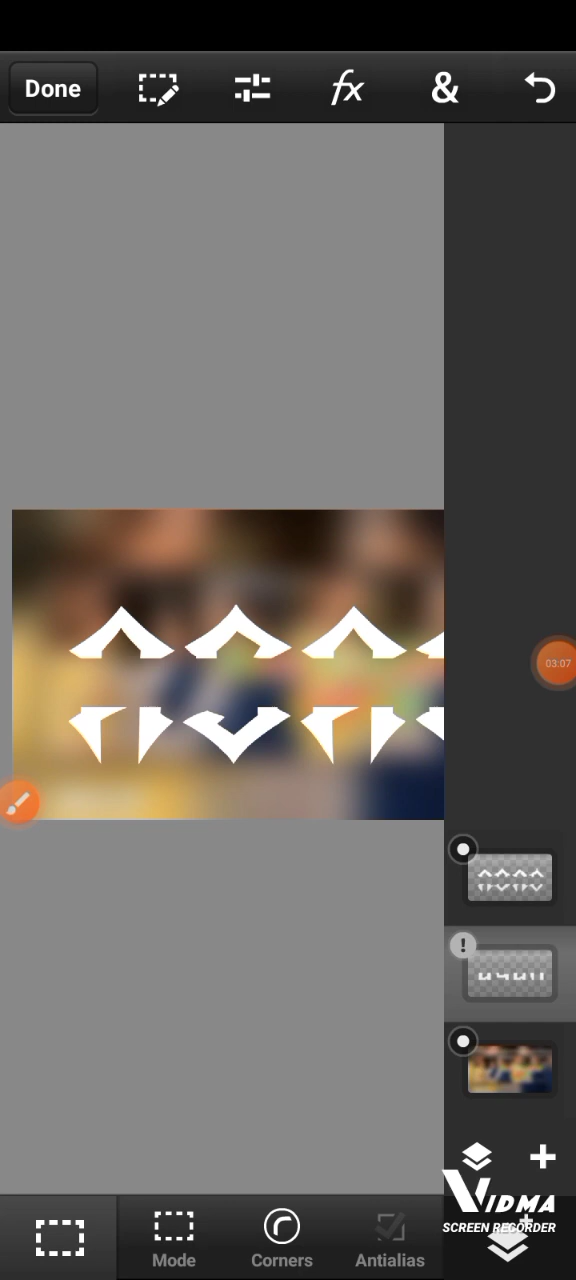 Done
fx
&
03:07
Mode
Corners
Antialias
VIDMA
SCREEN RECORDER